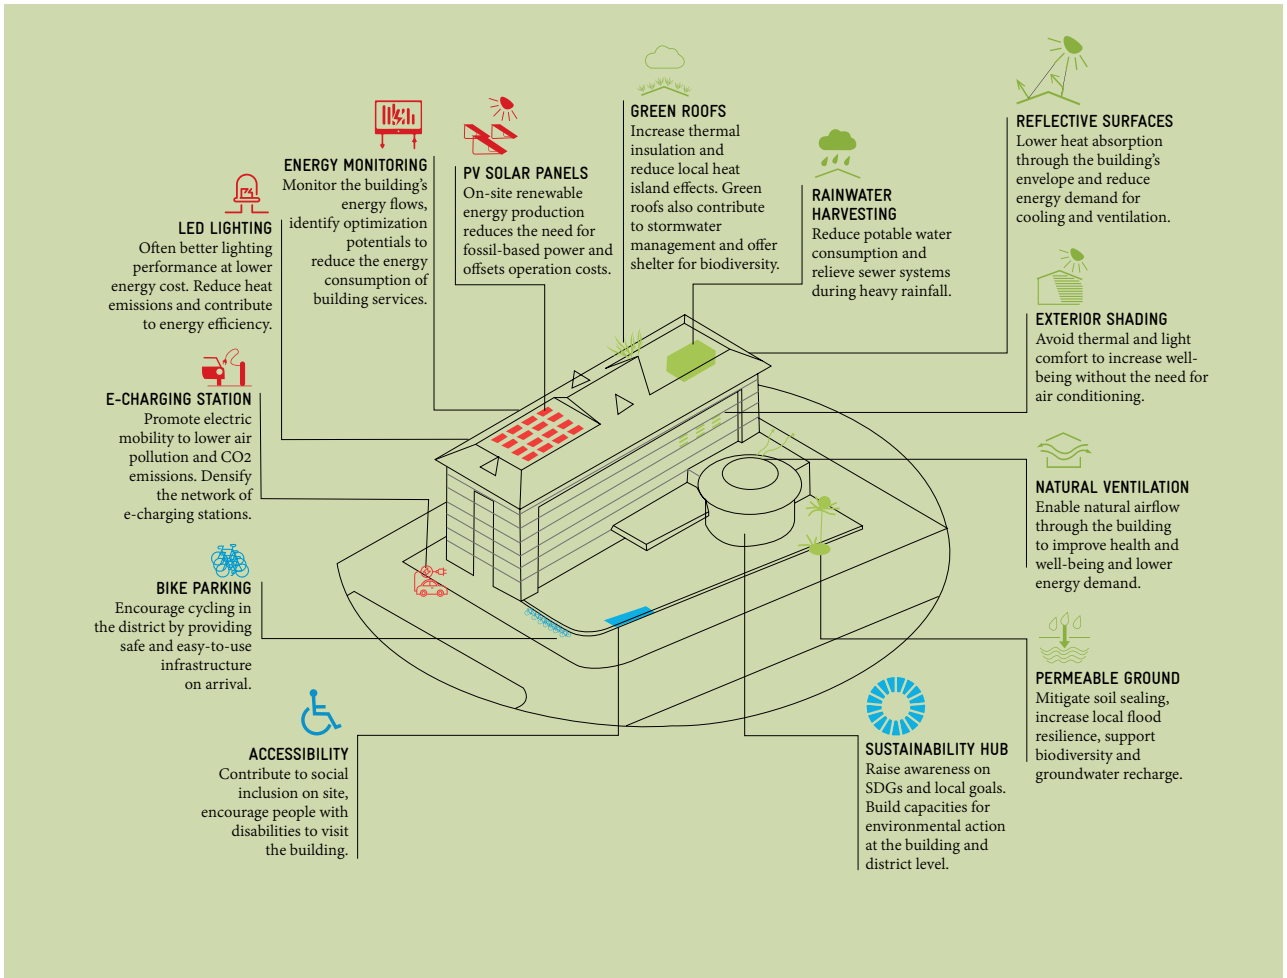 GREEN ROOFS
Increase thermal
insulation and
reduce local heat
island effects. Green
roofs also contribute
to stormwater
management and offer
shelter for biodiversity.
REFLECTIVE SURFACES
Lower heat absorption
through the building's
envelope and reduce
energy demand for
cooling and ventilation.
ENERGY MONITORING
Monitor the building's
energy flows,
identify optimization
potentials to
reduce the energy
consumption of
building services.
PV SOLAR PANELS
On-site renewable
energy production
reduces the need for
fossil-based power and
offsets operation costs.
RAINWATER
HARVESTING
Reduce potable water
consumption and
relieve sewer systems
during heavy rainfall.
LED LIGHTING
Often better lighting
performance at lower
energy cost. Reduce heat
emissions and contribute
to energy efficiency.
EXTERIOR SHADING
Avoid thermal and light
comfort to increase well-
being without the need for
air conditioning.
E-CHARGING STATION
Promote electric
mobility to lower air
pollution and CO2
emissions. Densify
the network of
e-charging stations.
NATURAL VENTILATION
Enable natural airflow
through the building
to improve health and
well-being and lower
energy demand.
BIKE PARKING
Encourage cycling in
the district by providing
safe and easy-to-use
infrastructure
on arrival.
PERMEABLE GROUND
Mitigate soil sealing,
increase local flood
resilience, support
biodiversity and
groundwater recharge.
ACCESSIBILITY
Contribute to social
inclusion on site,
encourage people with
disabilities to visit
the building.
SUSTAINABILITY HUB
Raise awareness on
SDGs and local goals.
Build capacities for
environmental action
at the building and
district level.